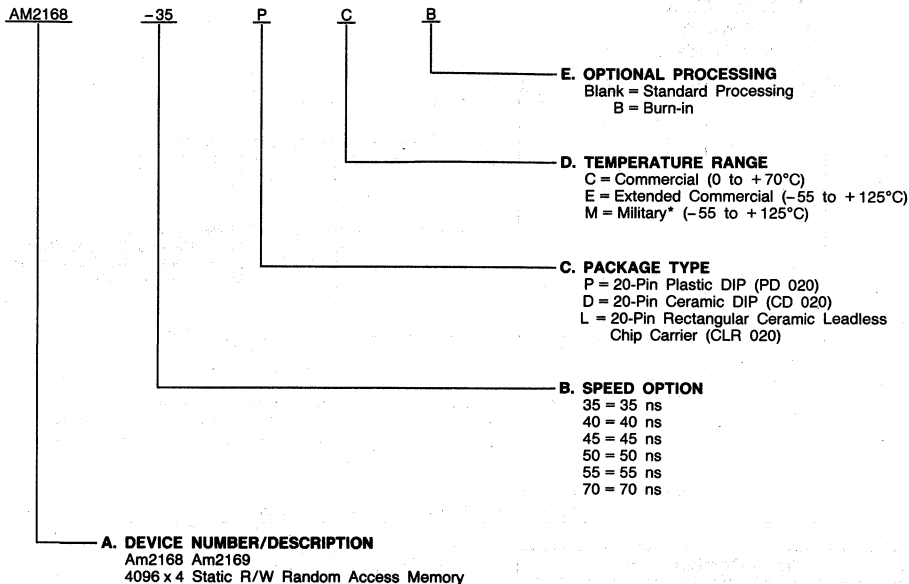 AM2168 -35 P C B
E. OPTIONAL PROCESSING
Blank = Standard Processing
B = Burn-in
D. TEMPERATURE RANGE
C = Commercial (0 to +70°C)
E = Extended Commercial (–55 to +125°C)
M = Military* (–55 to +125°C)
C. PACKAGE TYPE
P = 20-Pin Plastic DIP (PD 020)
D = 20-Pin Ceramic DIP (CD 020)
L = 20-Pin Rectangular Ceramic Leadless
Chip Carrier (CLR 020)
B. SPEED OPTION
35 = 35 ns
40 = 40 ns
45 = 45 ns
50 = 50 ns
55 = 55 ns
70 = 70 ns
A. DEVICE NUMBER/DESCRIPTION
Am2168 Am2169
4096 x 4 Static R/W Random Access Memory